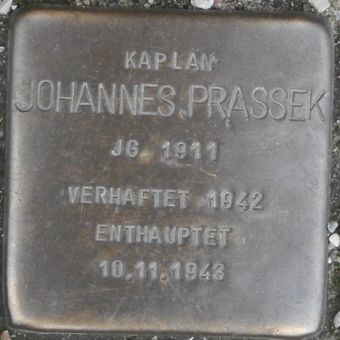 KAPLAN
JOHANNES PRASSEK
JG. 1911
VERHAFTET 1942
ENTHAUPTET
10.11.1943